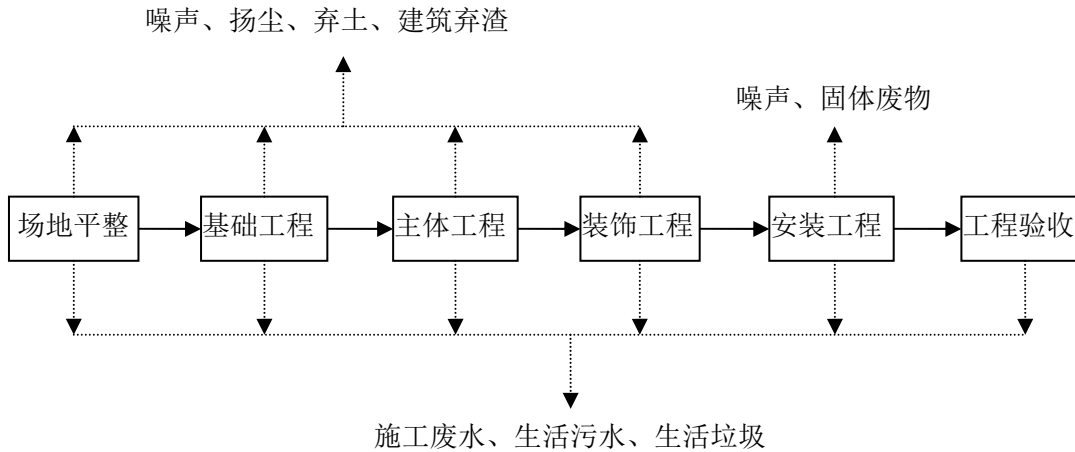 噪声、扬尘、弃土、建筑弃渣
噪声、固体废物
场地平整
基础工程
主体工程
装饰工程
安装工程
工程验收
施工废水、生活污水、生活垃圾